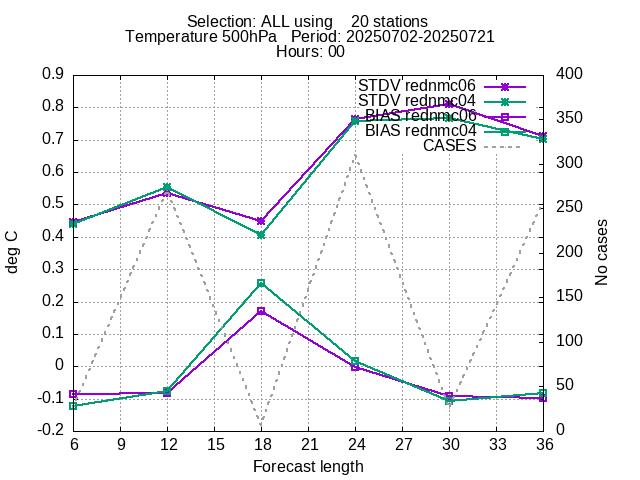 Selection: ALL using 20 stations
Temperature 500hPa Period: 20250702-20250721
Hours: 00
STDV rednmc06
STDV rednmc04
BIAS rednmc06
BIAS rednmc04
CASES
0.9
0.8
0.7
0.6
0.5
0.4
0.3
0.2
0.1
0
-0.1
-0.2
deg C
400
350
300
250
200
150
100
50
0
No cases
6 9 12 15 18 21 24 27 30 33 36
Forecast length